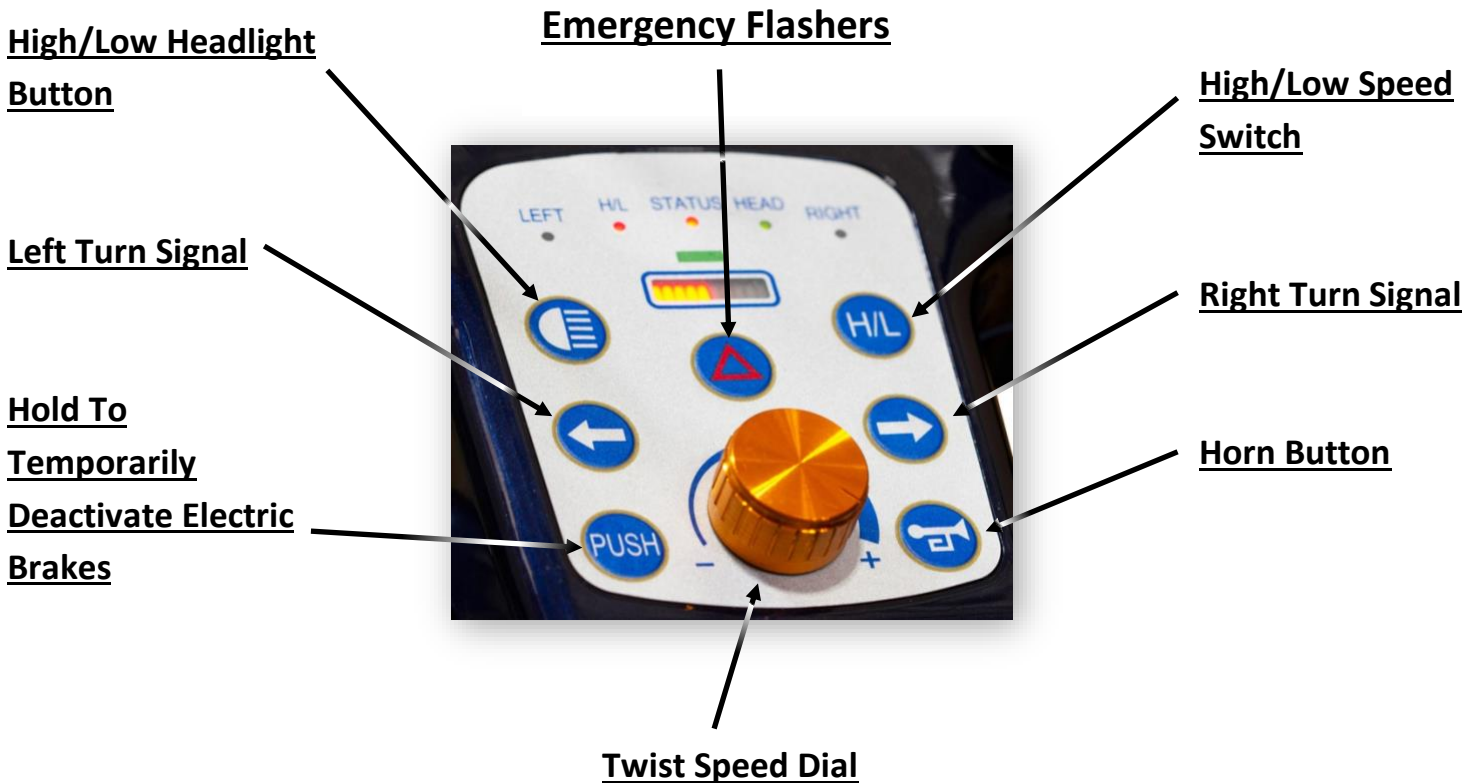 Emergency Flashers
High/Low Headlight
Button
High/Low Speed
Switch
LEFT H/L STATUS HEAD RIGHT
Left Turn Signal
H/L
Right Turn Signal
Hold To
Temporarily
Deactivate Electric
Brakes
Horn Button
PUSH
− +
Twist Speed Dial